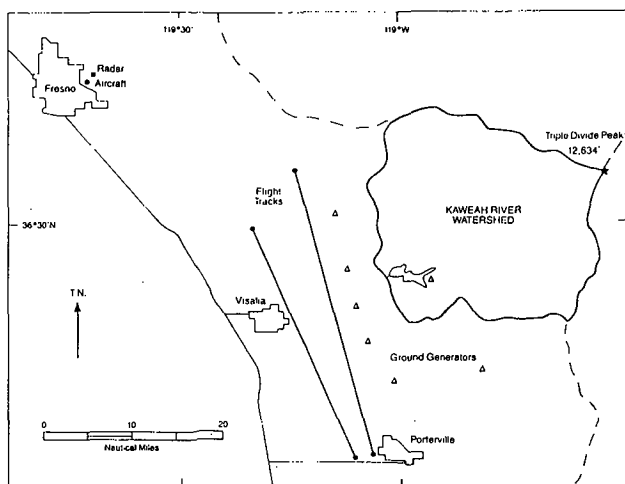 119°30'
119°W
Radar
Aircraft
Fresno
Triple Divide Peak
12,634'
Flight
Tracks
KAWEAH RIVER
WATERSHED
36°30'N
Visalia
T.N.
Ground Generators
Porterville
0 10 20
Nautical Miles